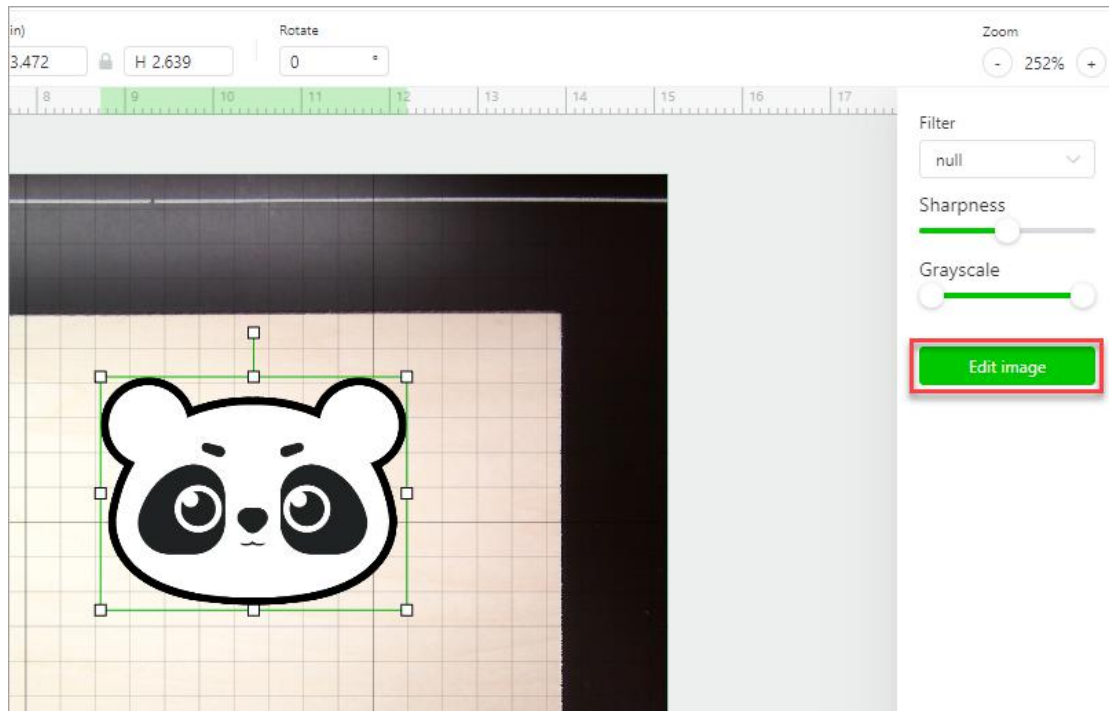 in)
Rotate
Zoom
3.472
H 2.639
0 °
- 252% +
8 9 10 11 12 13 14 15 16 17
Filter
null
Sharpness
Grayscale
Edit image